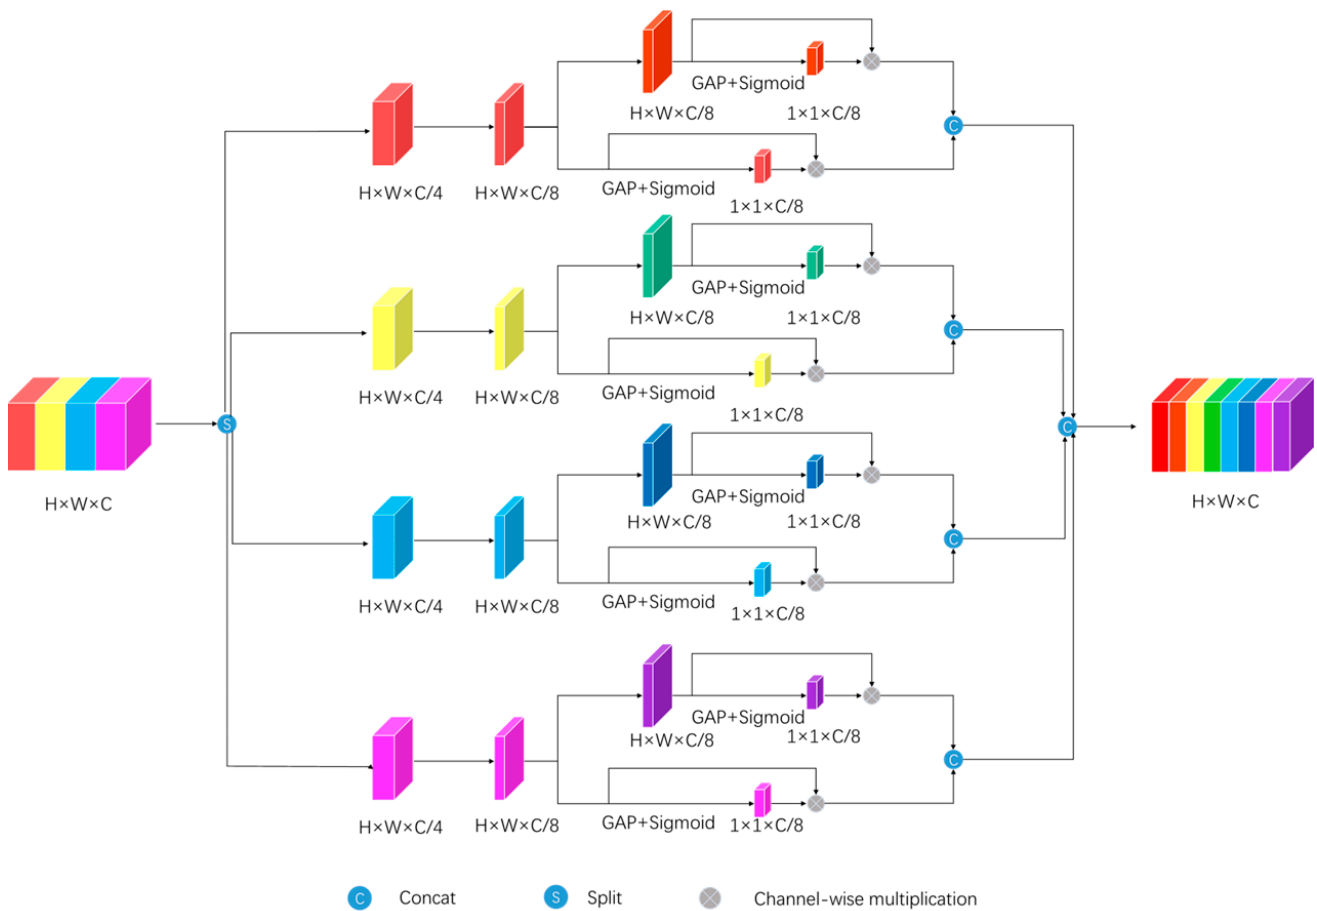 GAP+Sigmoid
H×W×C/8
1×1×C/8
C
H×W×C/4
H×W×C/8
GAP+Sigmoid
1×1×C/8
GAP+Sigmoid
H×W×C/8
1×1×C/8
C
H×W×C/4
H×W×C/8
GAP+Sigmoid
1×1×C/8
S
C
H×W×C
H×W×C
GAP+Sigmoid
H×W×C/8
1×1×C/8
C
H×W×C/4
H×W×C/8
GAP+Sigmoid
1×1×C/8
GAP+Sigmoid
H×W×C/8
1×1×C/8
C
H×W×C/4
H×W×C/8
GAP+Sigmoid
1×1×C/8
C Concat
S Split
Channel-wise multiplication